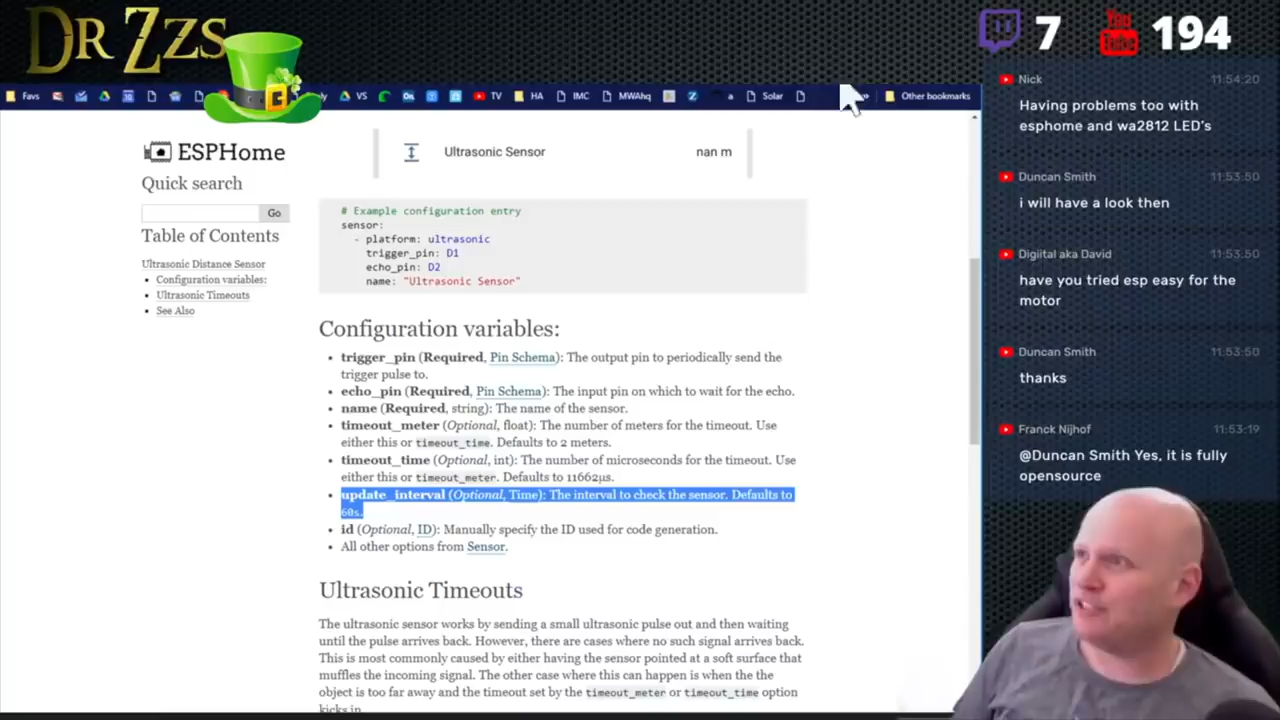 DR ZZS
7
You Tube
194
Favs
VS
TV
HA
IMC
MWAhq
Z
a
Solar
Other bookmarks
ESPHome
Quick search
Go
Table of Contents
Ultrasonic Distance Sensor
Configuration variables:
Ultrasonic Timeouts
See Also
Ultrasonic Sensor nan m
# Example configuration entry
sensor:
- platform: ultrasonic
trigger_pin: D1
echo_pin: D2
name: "Ultrasonic Sensor"
Configuration variables:
trigger_pin (Required, Pin Schema): The output pin to periodically send the
trigger pulse to.
echo_pin (Required, Pin Schema): The input pin on which to wait for the echo.
name (Required, string): The name of the sensor.
timeout_meter (Optional, float): The number of meters for the timeout. Use
either this or timeout_time. Defaults to 2 meters.
timeout_time (Optional, int): The number of microseconds for the timeout. Use
either this or timeout_meter. Defaults to 11662µs.
update_interval (Optional, Time): The interval to check the sensor. Defaults to
60s.
id (Optional, ID): Manually specify the ID used for code generation.
All other options from Sensor.
Ultrasonic Timeouts
The ultrasonic sensor works by sending a small ultrasonic pulse out and then waiting
until the pulse arrives back. However, there are cases where no such signal arrives back.
This is most commonly caused by either having the sensor pointed at a soft surface that
muffles the incoming signal. The other case where this can happen is when the the
object is too far away and the timeout set by the timeout_meter or timeout_time option
kicks in.
Nick 11:54:20
Having problems too with
esphome and wa2812 LED's
Duncan Smith 11:53:50
i will have a look then
Digiital aka David 11:53:50
have you tried esp easy for the
motor
Duncan Smith 11:53:50
thanks
Franck Nijhof 11:53:19
@Duncan Smith Yes, it is fully
opensource